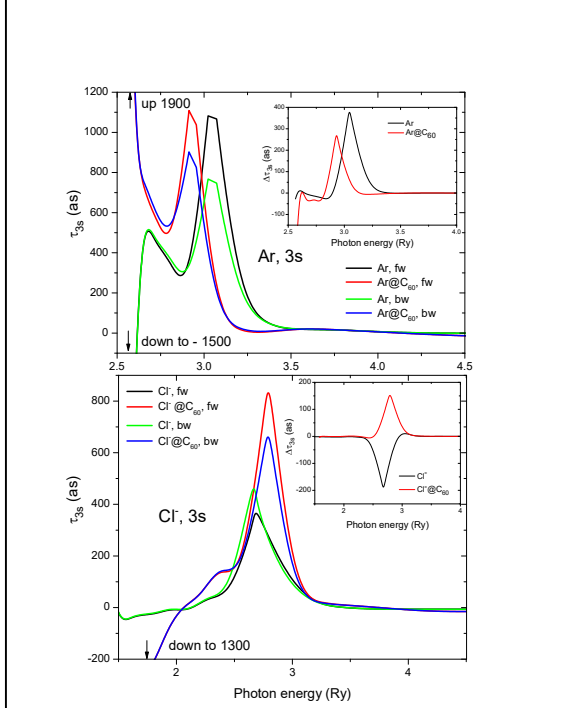 1200
1000
800
600
400
200
0
τ3s (as)
up 1900
down to - 1500
Ar, 3s
Ar, fw
Ar@C60, fw
Ar, bw
Ar@C60, bw
2.5 3.0 3.5 4.0 4.5
400
300
200
100
0
-100
Δτ3s (as)
Ar
Ar@C60
2.5 3.0 3.5 4.0
Photon energy (Ry)
800
600
400
200
0
-200
τ3s (as)
Cl-, fw
Cl- @C60, fw
Cl-, bw
Cl-@C60, bw
Cl-, 3s
down to 1300
2 3 4
Photon energy (Ry)
200
100
0
-100
-200
Δτ3s (as)
Cl-
Cl-@C60
2 3 4
Photon energy (Ry)